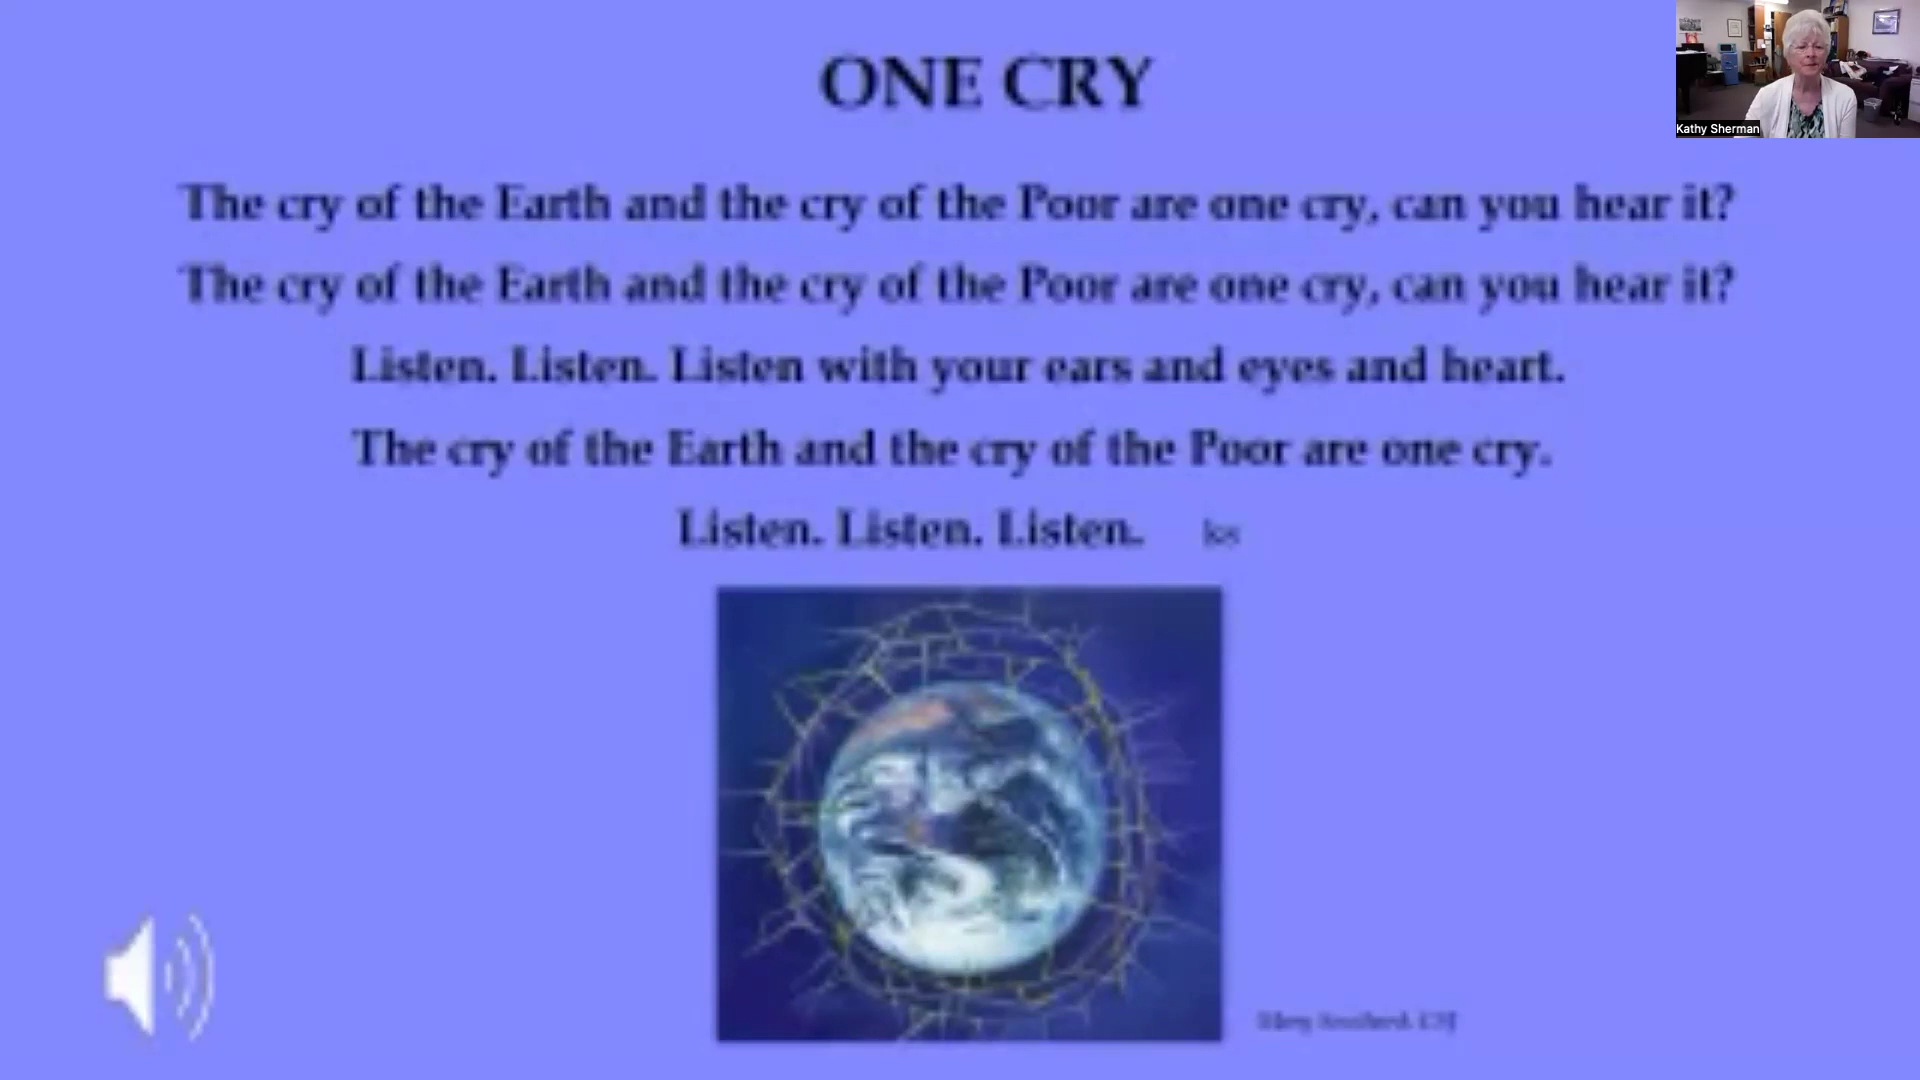 ONE CRY
Kathy Sherman
The cry of the Earth and the cry of the Poor are one cry, can you hear it?
The cry of the Earth and the cry of the Poor are one cry, can you hear it?
Listen. Listen. Listen with your ears and eyes and heart.
The cry of the Earth and the cry of the Poor are one cry.
Listen. Listen. Listen.